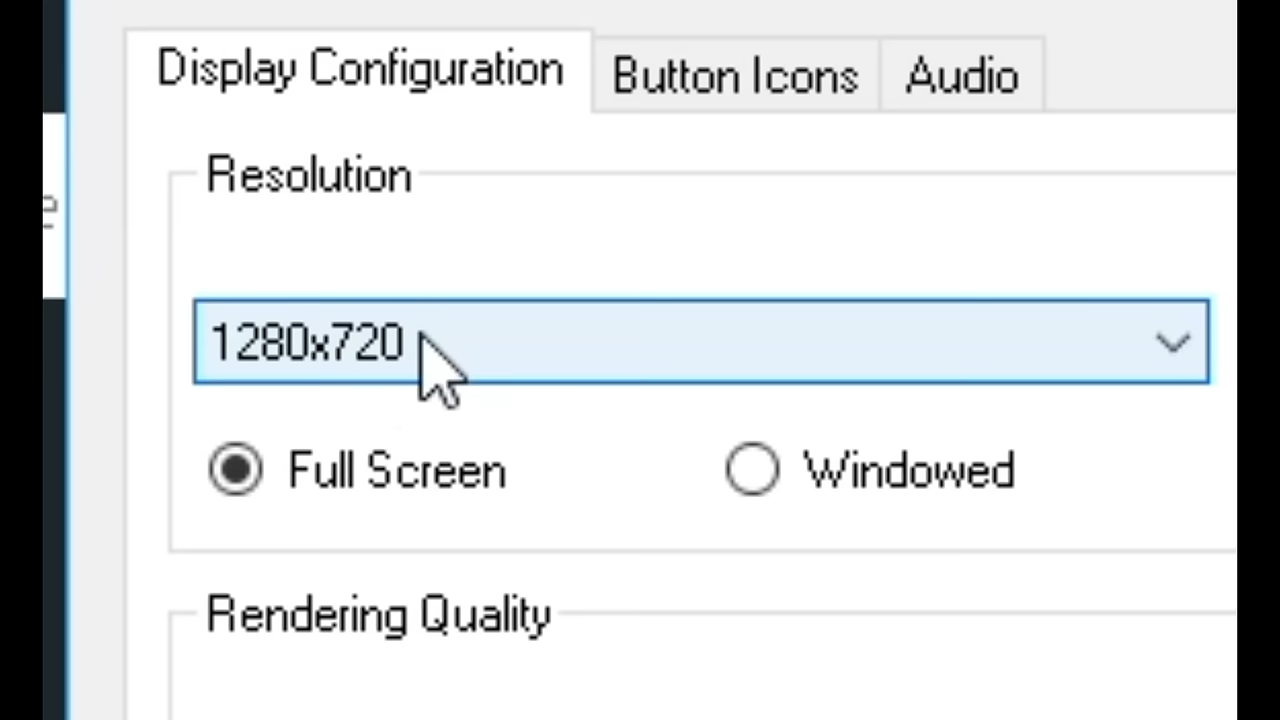 Display Configuration
Button Icons
Audio
Resolution
e
1280x720
Full Screen
Windowed
Rendering Quality